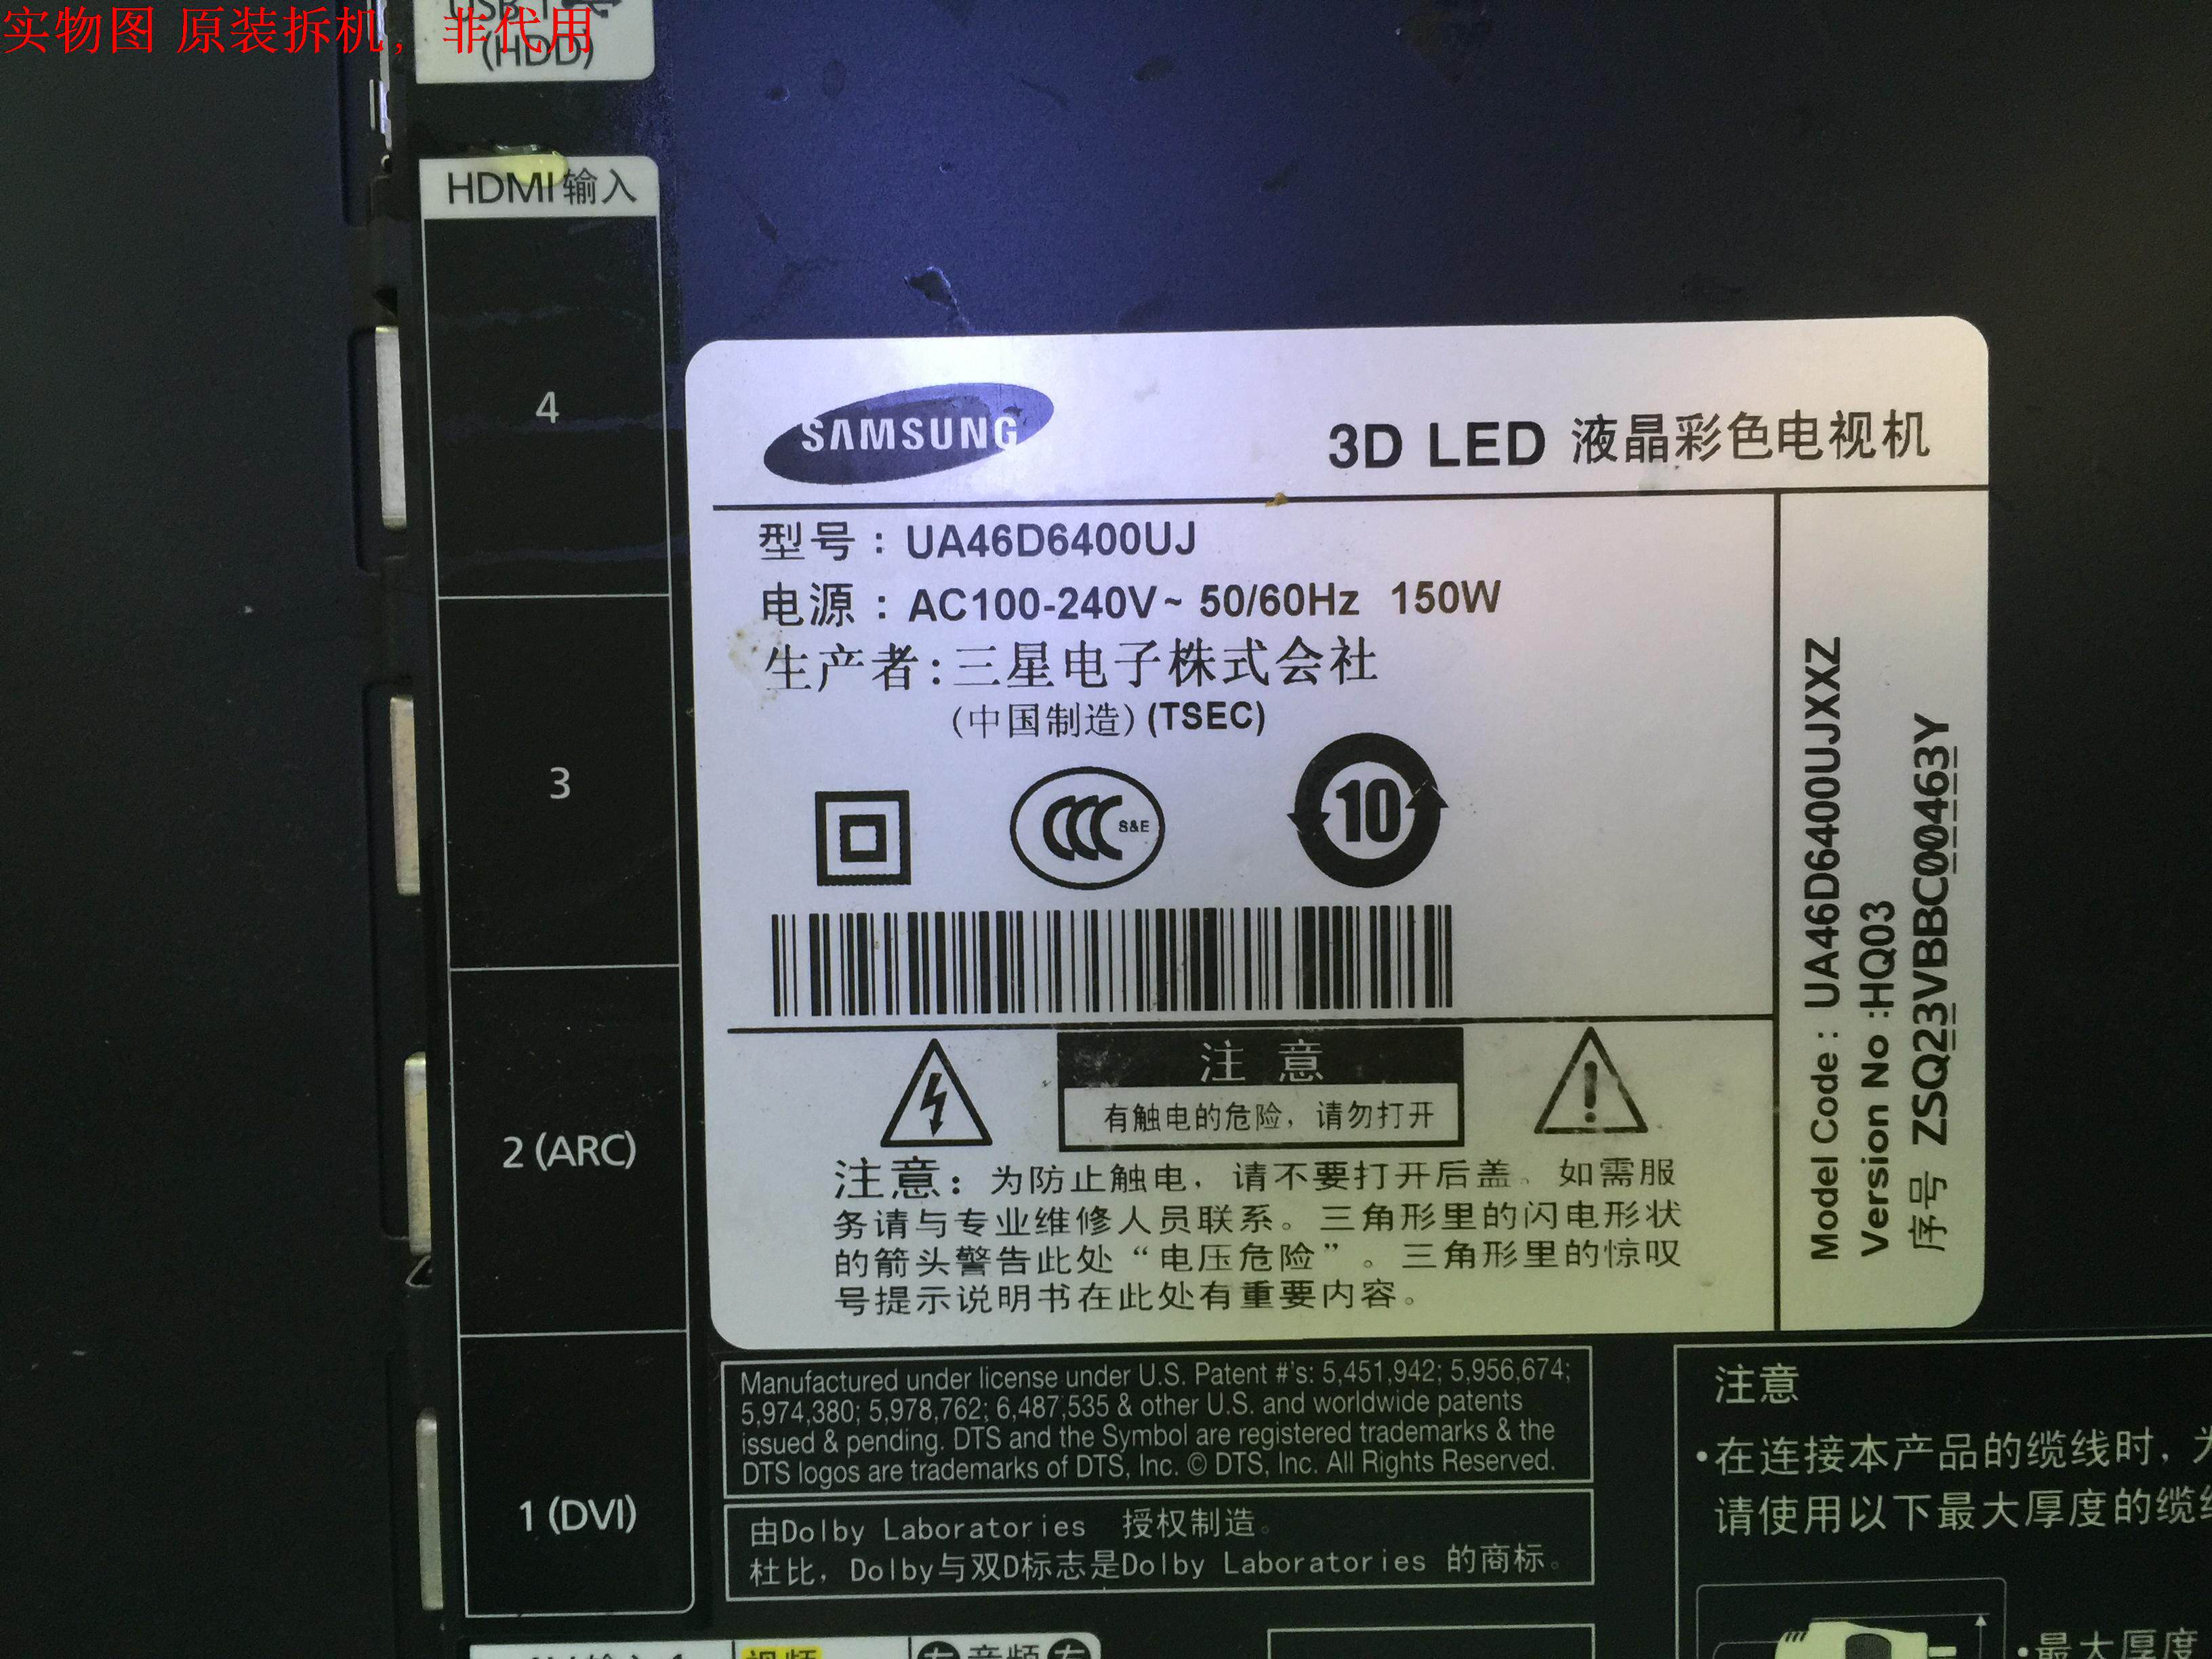 实物图 原装拆机，非代用
(HDD)
HDMI 输入
4
3
2 (ARC)
1 (DVI)
SAMSUNG
3D LED 液晶彩色电视机
型号：UA46D6400UJ
电源：AC100-240V~ 50/60Hz 150W
生产者:三星电子株式会社
(中国制造) (TSEC)
CCC S&E
10
注 意
有触电的危险，请勿打开
注意：为防止触电，请不要打开后盖。如需服
务请与专业维修人员联系。三角形里的闪电形状
的箭头警告此处“电压危险”。三角形里的惊叹
号提示说明书在此处有重要内容。
Model Code : UA46D6400UJXXZ
Version No :HQ03
序号 ZSQ23VBBC00463Y
Manufactured under license under U.S. Patent #'s: 5,451,942; 5,956,674;
5,974,380; 5,978,762; 6,487,535 & other U.S. and worldwide patents
issued & pending. DTS and the Symbol are registered trademarks & the
DTS logos are trademarks of DTS, Inc. © DTS, Inc. All Rights Reserved.
由Dolby Laboratories 授权制造。
杜比，Dolby与双D标志是Dolby Laboratories 的商标。
注意
•在连接本产品的缆线时，
请使用以下最大厚度的缆
•最大厚度
视频
音频